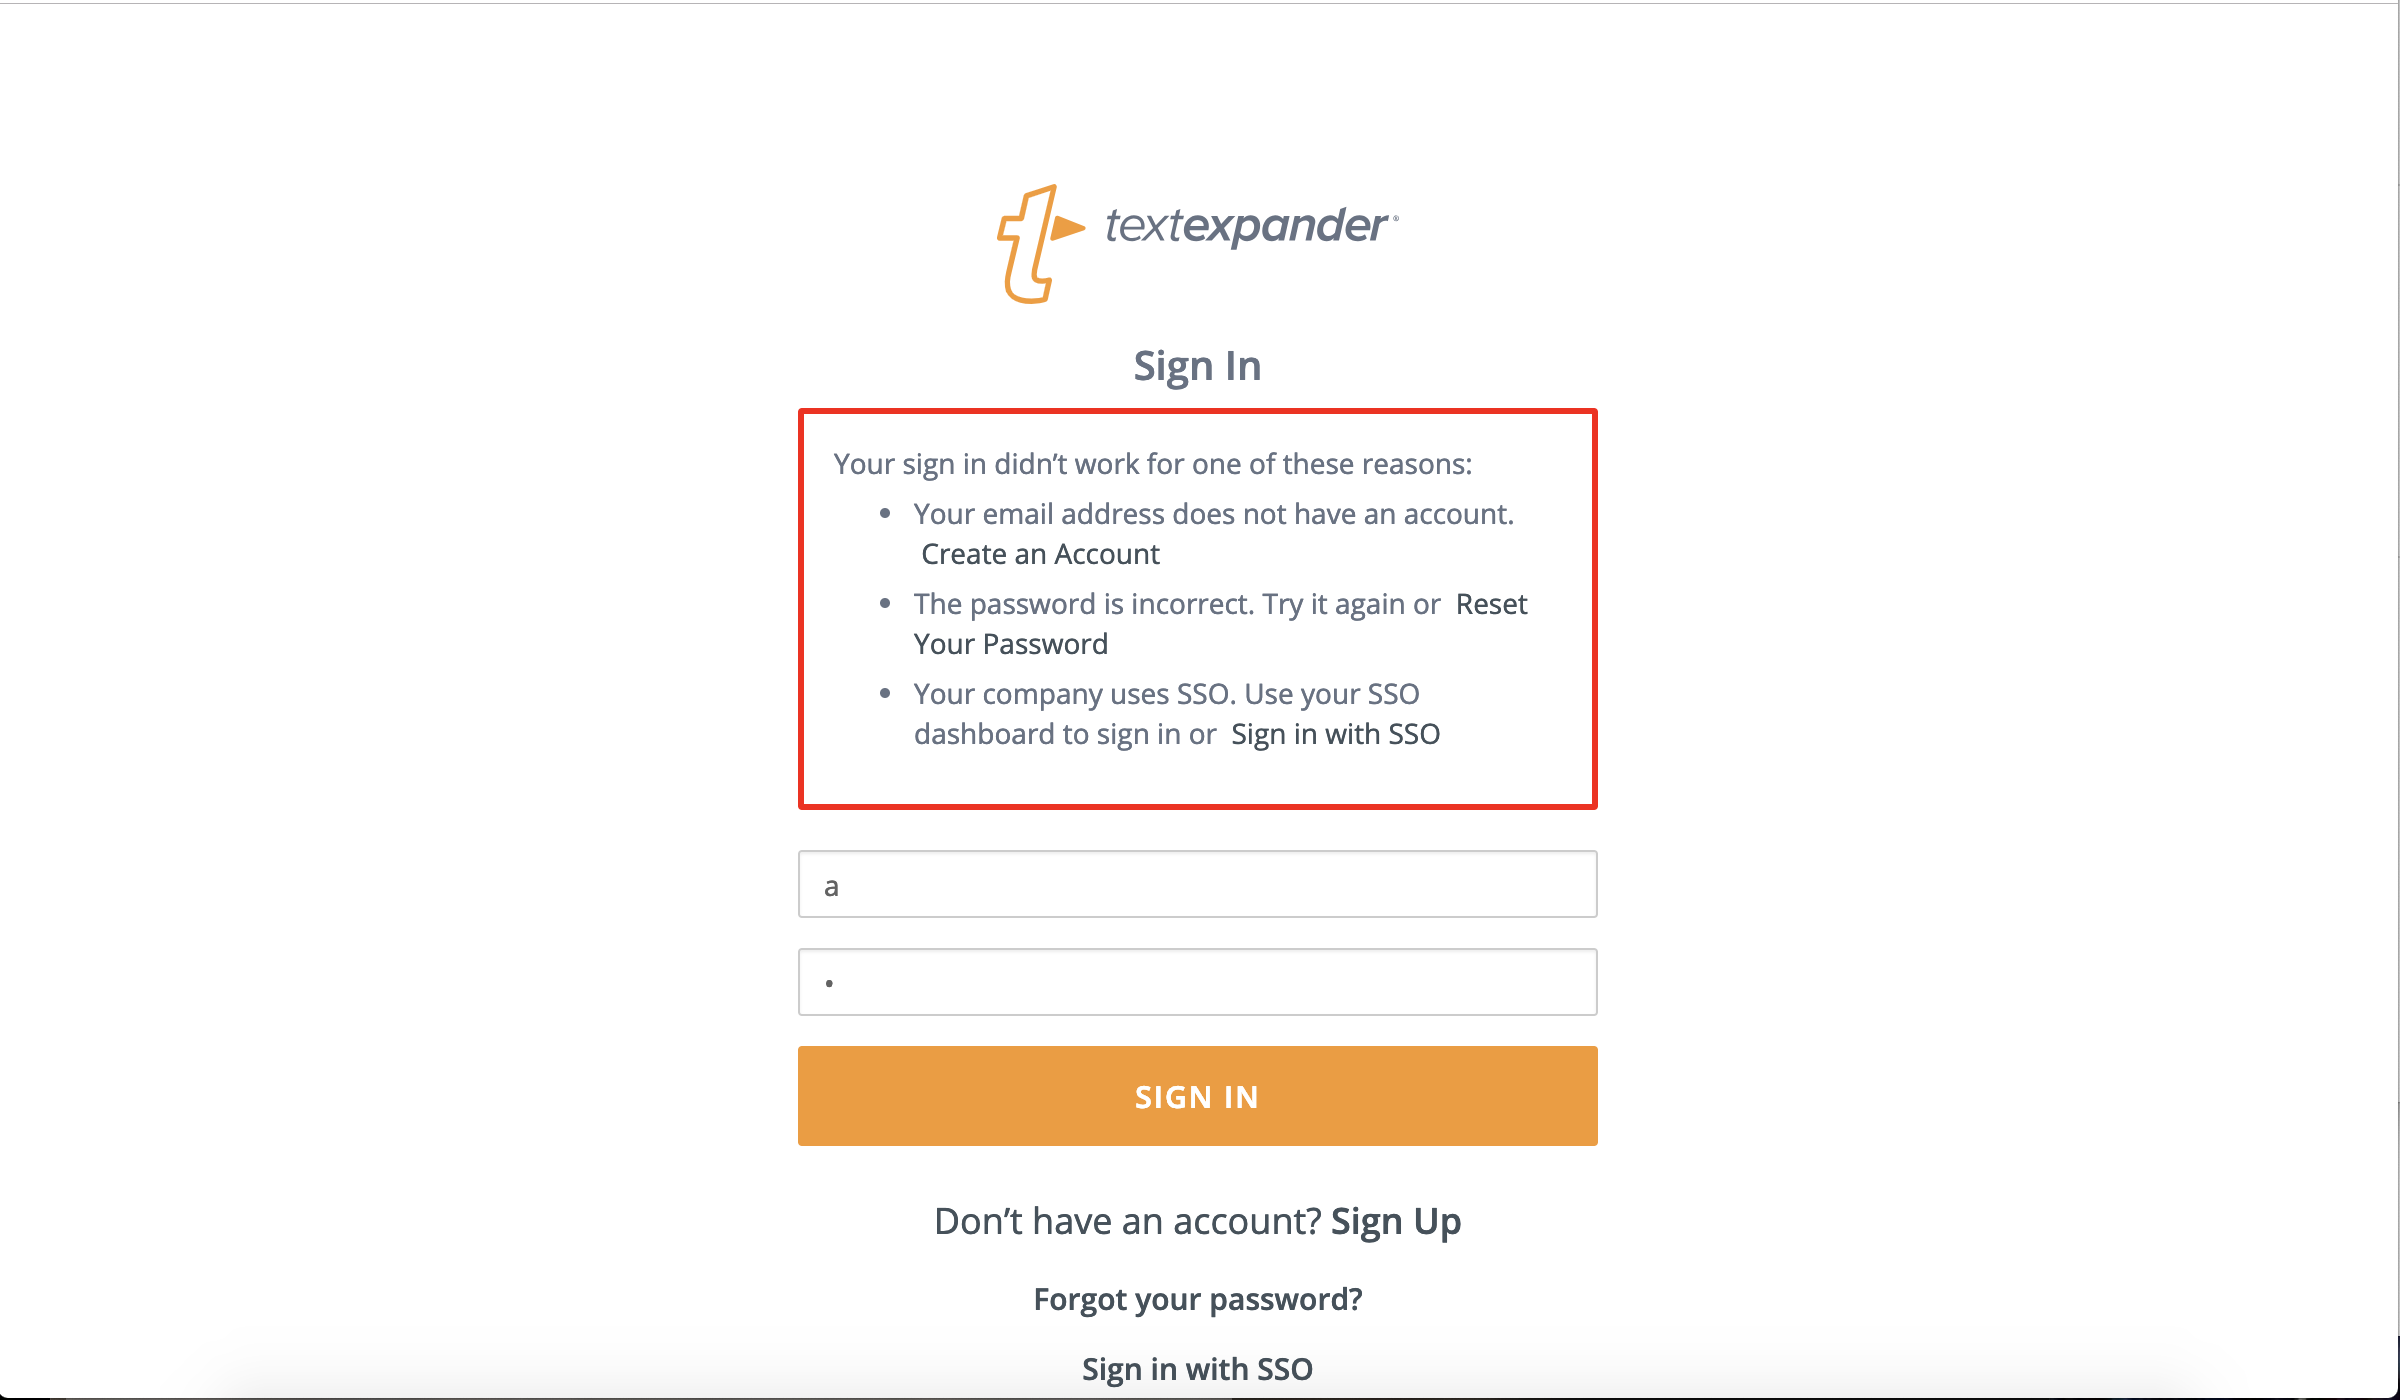 textexpander®
Sign In
Your sign in didn’t work for one of these reasons:
• Your email address does not have an account.
Create an Account
• The password is incorrect. Try it again or Reset
Your Password
• Your company uses SSO. Use your SSO
dashboard to sign in or Sign in with SSO
a
•
SIGN IN
Don’t have an account? Sign Up
Forgot your password?
Sign in with SSO